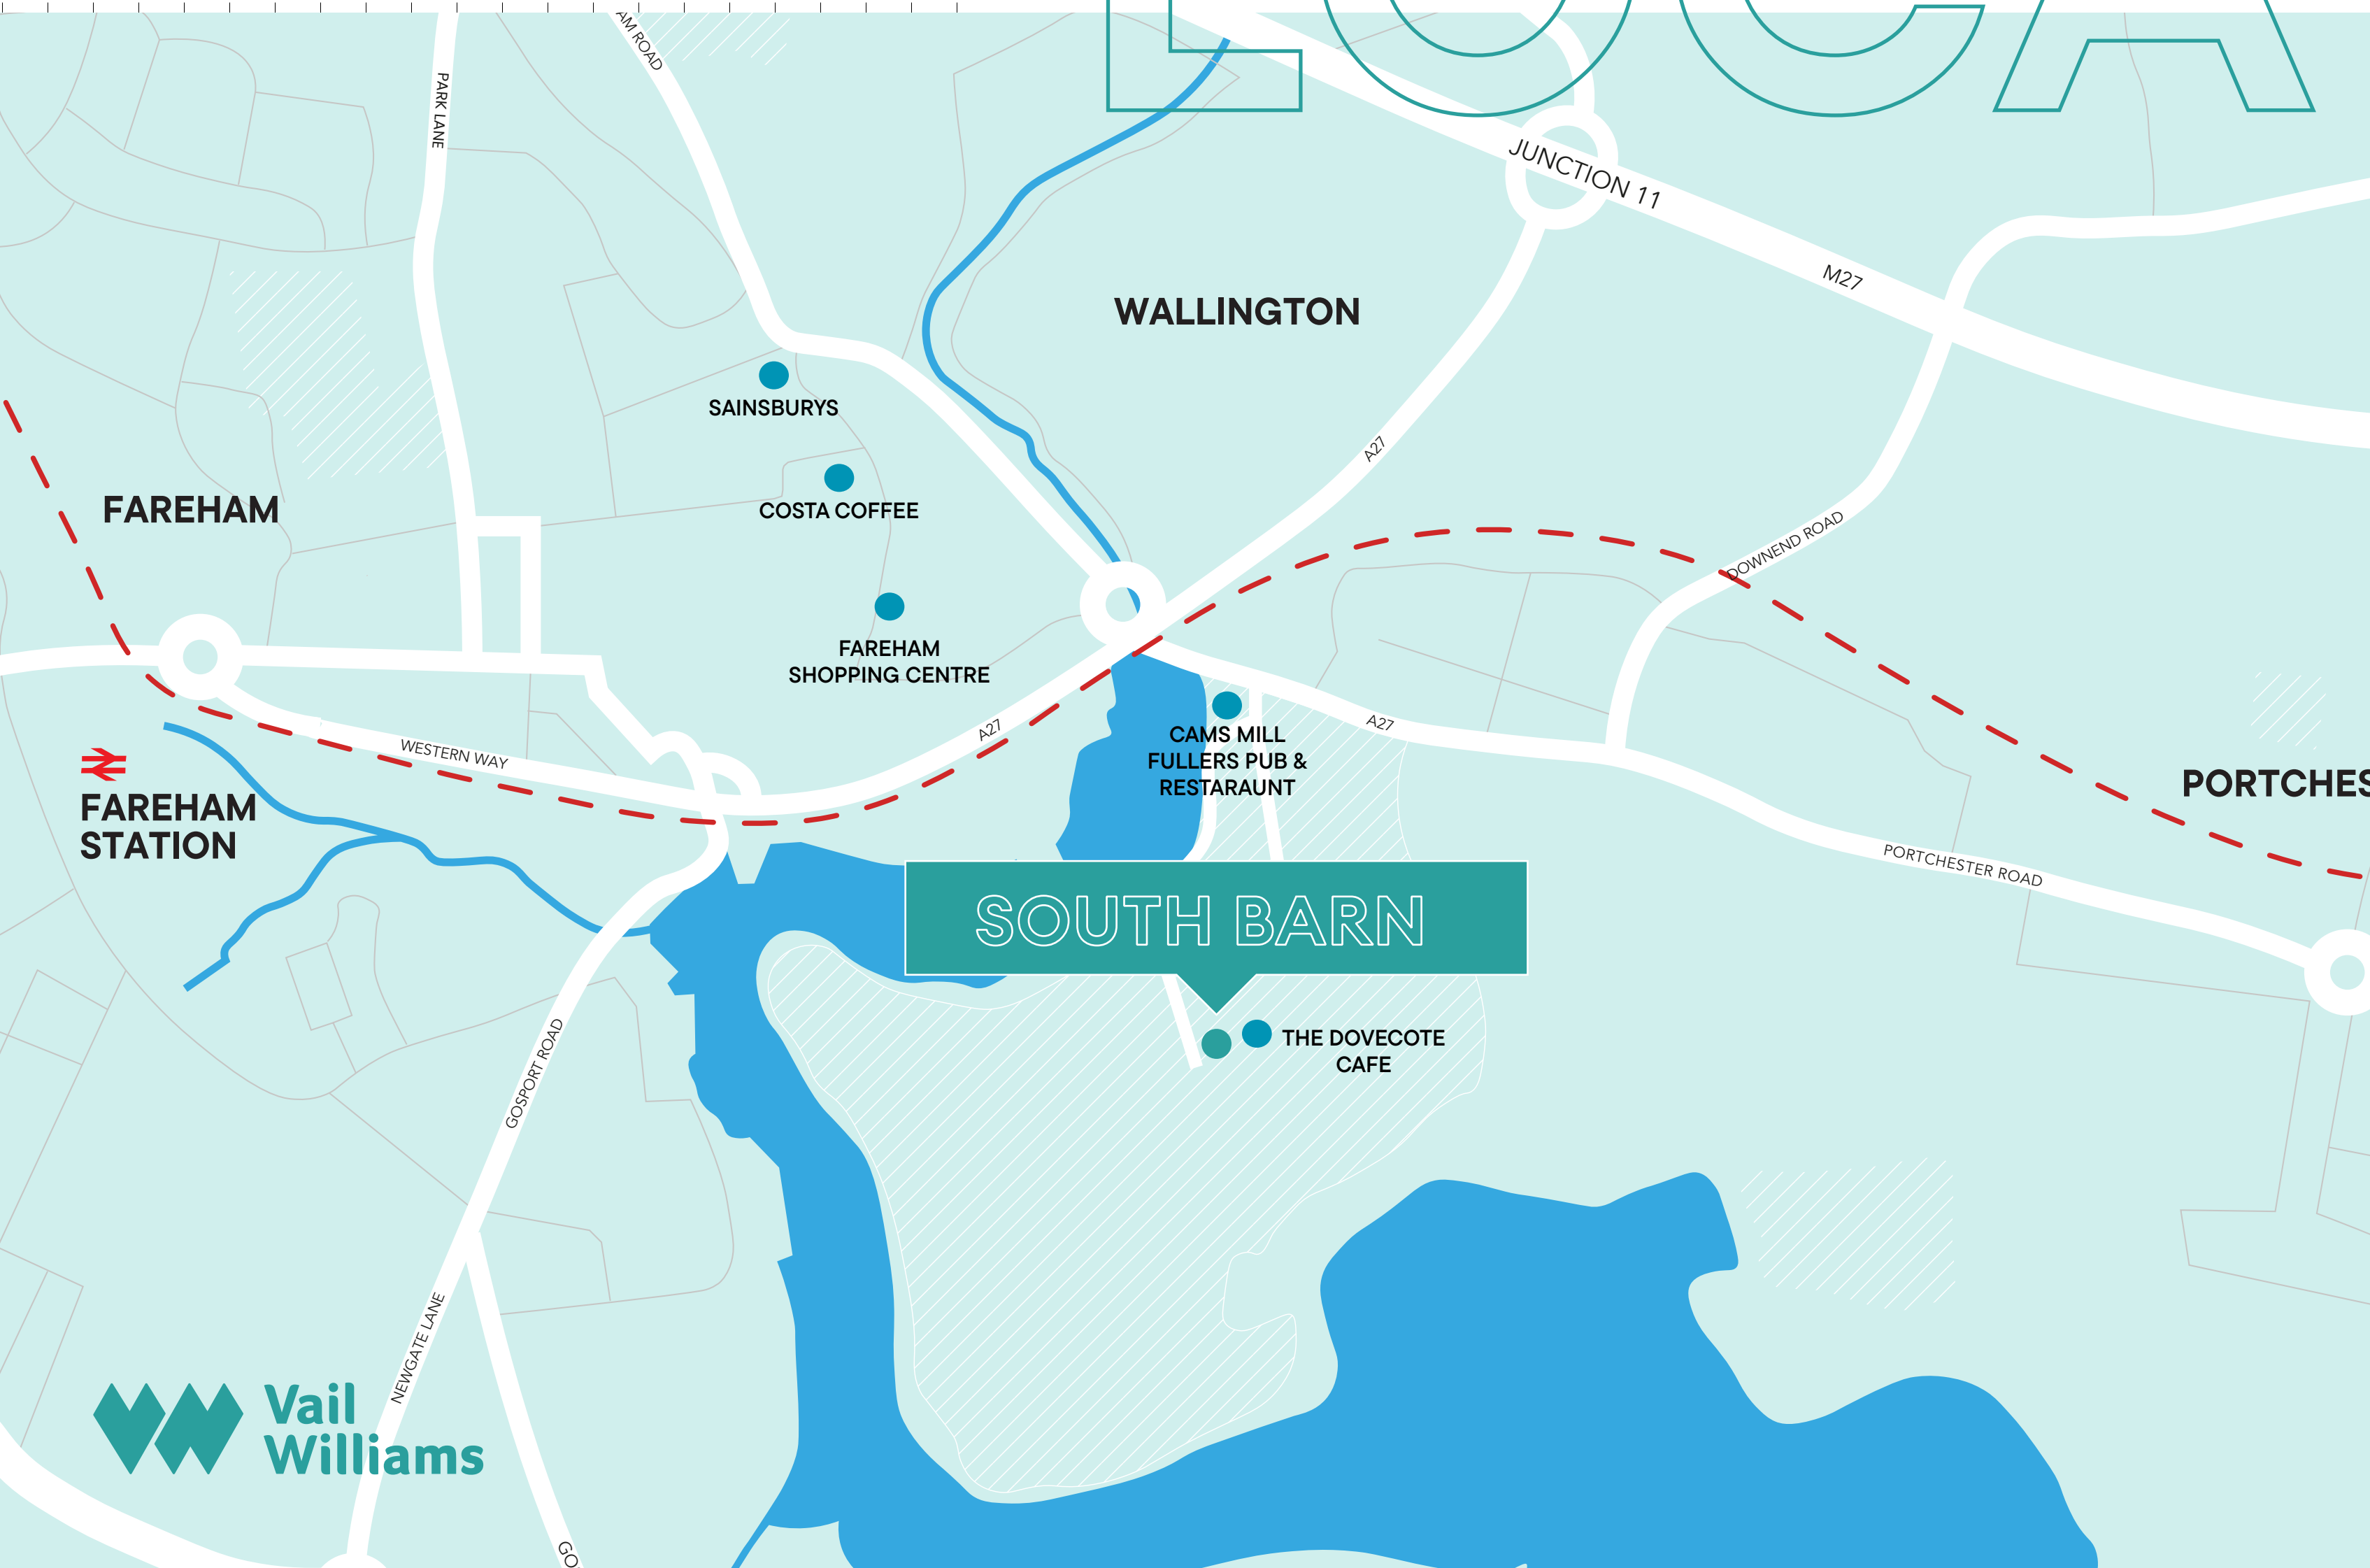 LOCA
AM ROAD
PARK LANE
JUNCTION 11
M27
WALLINGTON
SAINSBURYS
A27
COSTA COFFEE
FAREHAM
DOWNEND ROAD
FAREHAM
SHOPPING CENTRE
A27
A27
CAMS MILL
FULLERS PUB &
RESTARAUNT
WESTERN WAY
PORTCHES
FAREHAM
STATION
PORTCHESTER ROAD
SOUTH BARN
THE DOVECOTE
CAFE
GOSPORT ROAD
NEWGATE LANE
Vail
Williams
GO